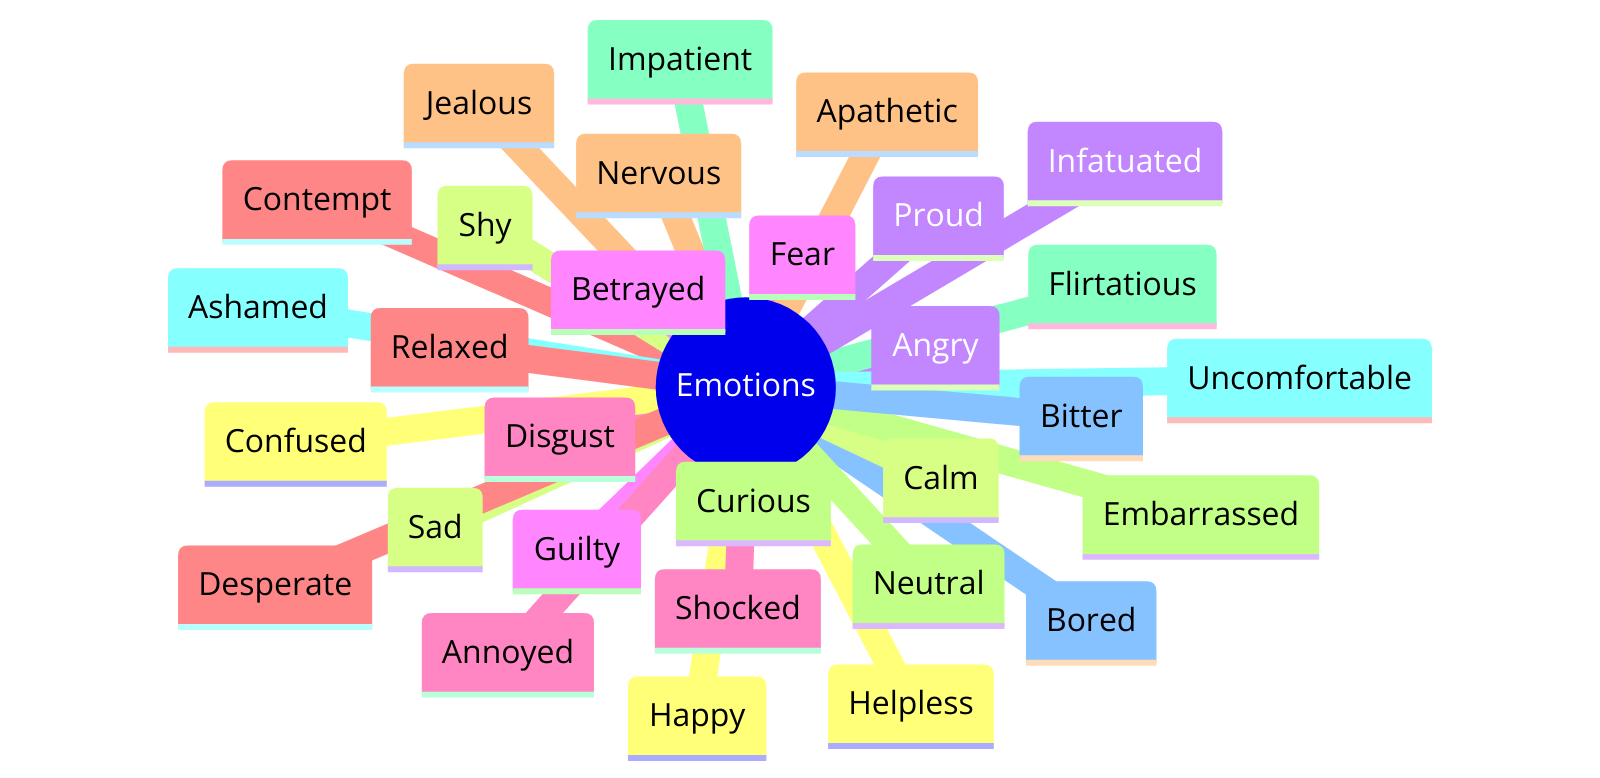 Impatient
Jealous
Apathetic
Nervous
Infatuated
Contempt
Shy
Proud
Fear
Betrayed
Flirtatious
Ashamed
Relaxed
Angry
Emotions
Uncomfortable
Bitter
Confused
Disgust
Calm
Curious
Embarrassed
Sad
Guilty
Desperate
Neutral
Shocked
Bored
Annoyed
Helpless
Happy